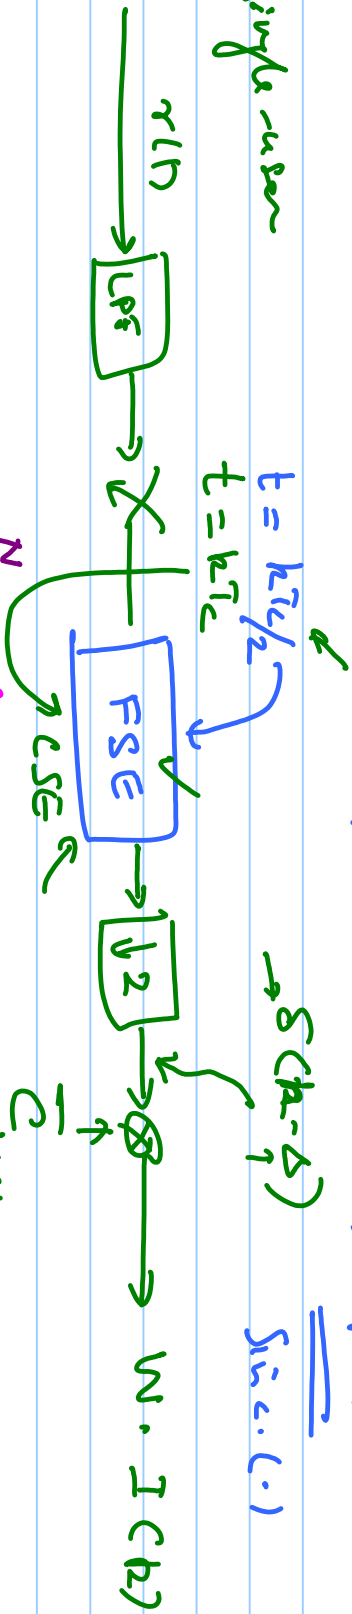 single-user
r(t)
LPF
t = kTc/2
t = kTc
FSE
CSE
N
↓2
δ(k-Δ)
C
sinc(.)
N. I(k)